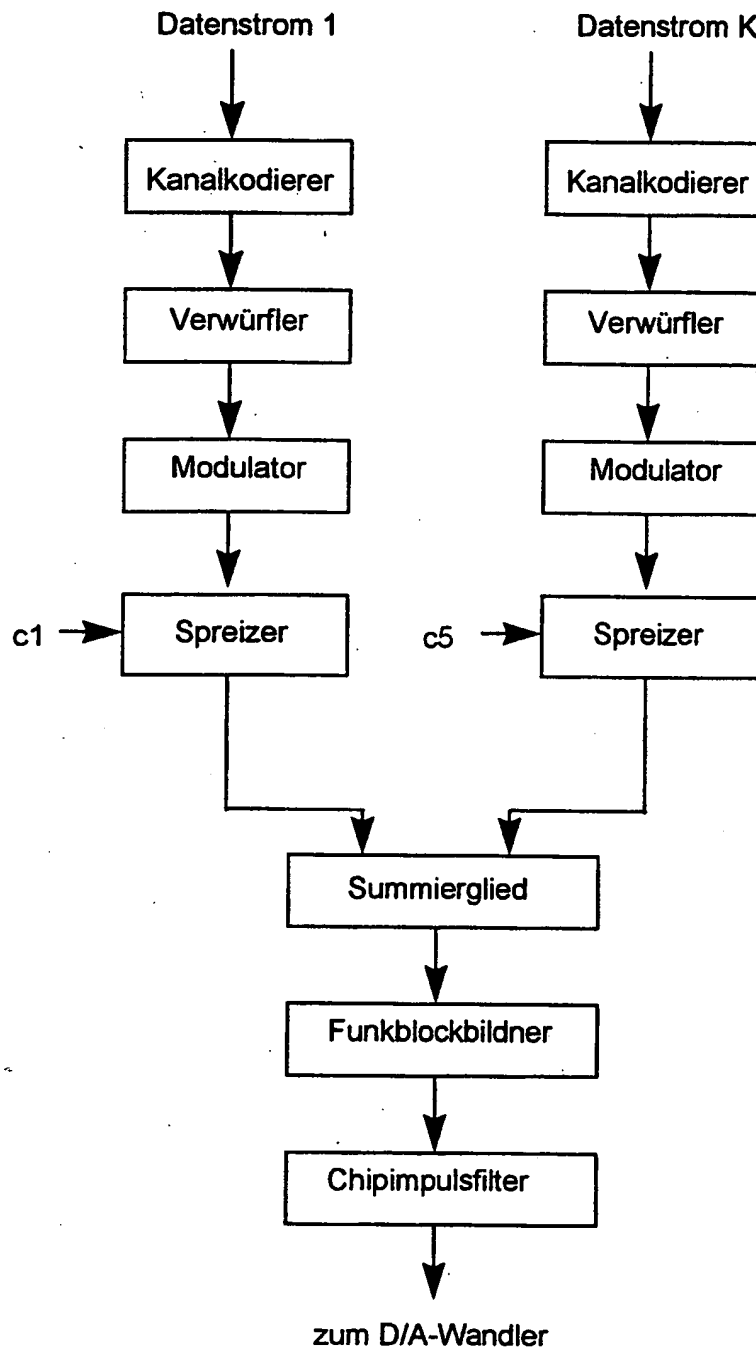 Datenstrom 1
Datenstrom K
Kanalkodierer
Kanalkodierer
Verwürfler
Verwürfler
Modulator
Modulator
c1
Spreizer
c5
Spreizer
Summierglied
Funkblockbildner
Chipimpulsfilter
zum D/A-Wandler